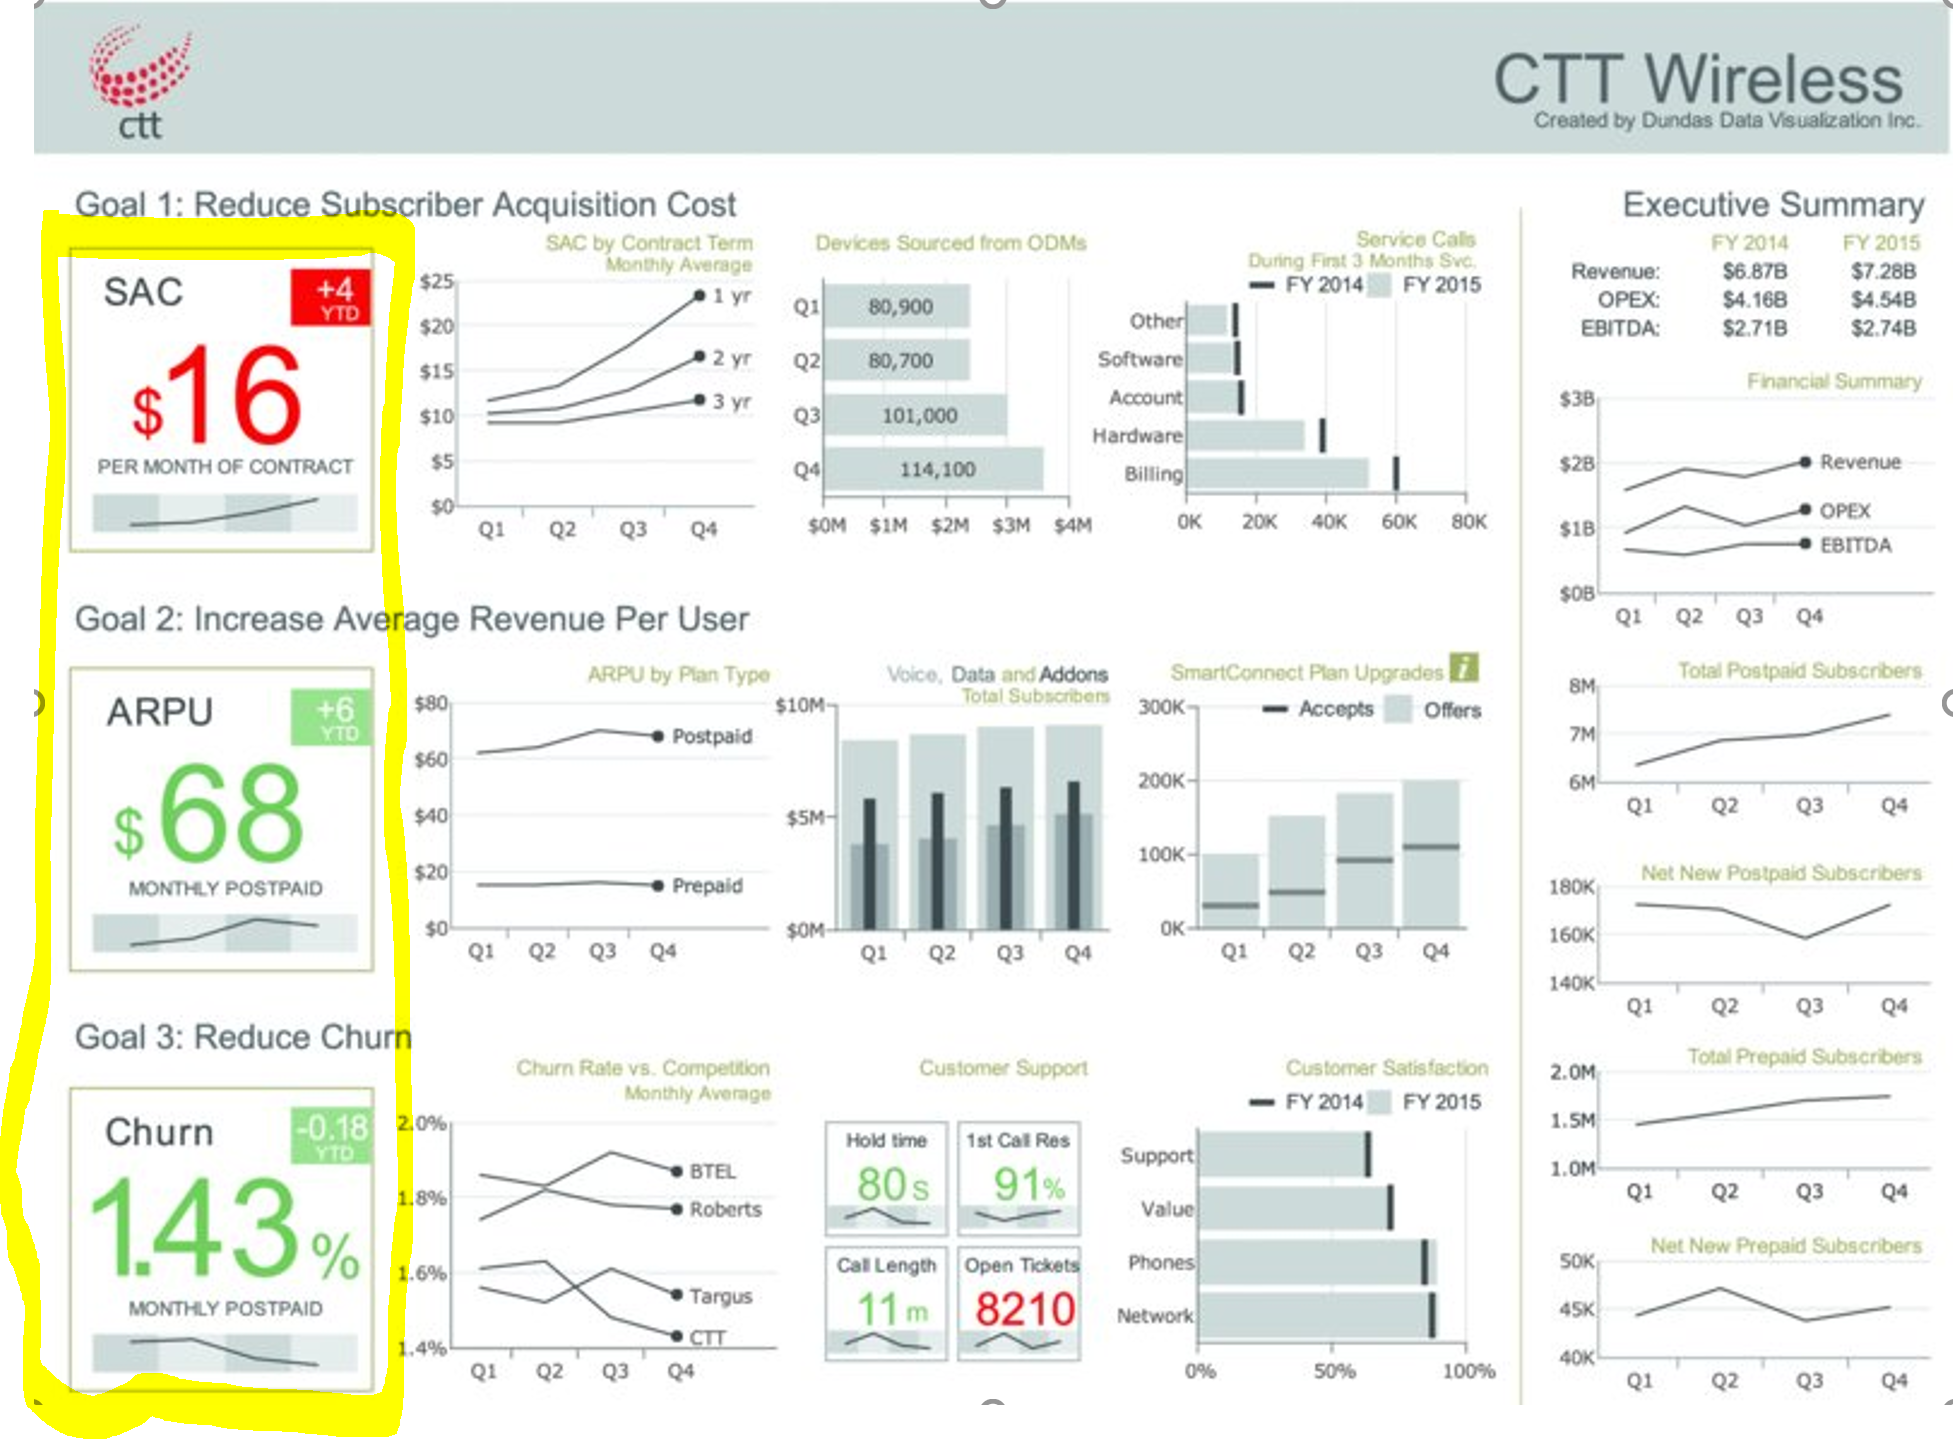 ctt
CTT Wireless
Created by Dundas Data Visualization Inc.
Goal 1: Reduce Subscriber Acquisition Cost
SAC
+4
YTD
$16
PER MONTH OF CONTRACT
SAC by Contract Term
Monthly Average
$25
$20
$15
$10
$5
$0
1 yr
2 yr
3 yr
Q1 Q2 Q3 Q4
Devices Sourced from ODMs
Q1 80,900
Q2 80,700
Q3 101,000
Q4 114,100
$0M $1M $2M $3M $4M
Service Calls
During First 3 Months Svc.
FY 2014 FY 2015
Other
Software
Account
Hardware
Billing
0K 20K 40K 60K 80K
Goal 2: Increase Average Revenue Per User
ARPU
+6
YTD
$68
MONTHLY POSTPAID
ARPU by Plan Type
$80
$60
$40
$20
$0
Postpaid
Prepaid
Q1 Q2 Q3 Q4
Voice, Data and Addons
Total Subscribers
$10M
$5M
$0M
Q1 Q2 Q3 Q4
SmartConnect Plan Upgrades i
Accepts Offers
300K
200K
100K
0K
Q1 Q2 Q3 Q4
Goal 3: Reduce Churn
Churn
-0.18
YTD
1.43%
MONTHLY POSTPAID
Churn Rate vs. Competition
Monthly Average
2.0%
1.8%
1.6%
1.4%
BTEL
Roberts
Targus
CTT
Q1 Q2 Q3 Q4
Customer Support
Hold time
80 s
1st Call Res
91%
Call Length
11 m
Open Tickets
8210
Customer Satisfaction
FY 2014 FY 2015
Support
Value
Phones
Network
0% 50% 100%
Executive Summary
FY 2014 FY 2015
Revenue: $6.87B $7.28B
OPEX: $4.16B $4.54B
EBITDA: $2.71B $2.74B
Financial Summary
$3B
$2B
$1B
$0B
Revenue
OPEX
EBITDA
Q1 Q2 Q3 Q4
Total Postpaid Subscribers
8M
7M
6M
Q1 Q2 Q3 Q4
Net New Postpaid Subscribers
180K
160K
140K
Q1 Q2 Q3 Q4
Total Prepaid Subscribers
2.0M
1.5M
1.0M
Q1 Q2 Q3 Q4
Net New Prepaid Subscribers
50K
45K
40K
Q1 Q2 Q3 Q4